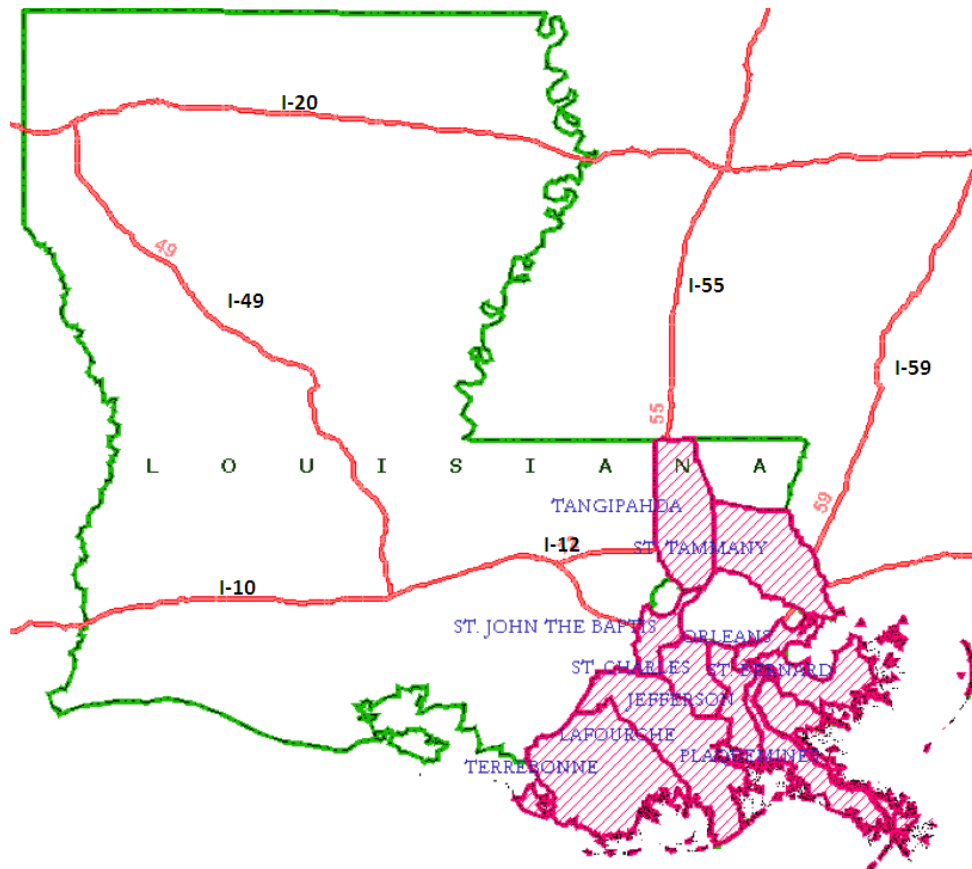 I-20
49
I-49
I-55
I-59
55
L O U I S I A N A
TANGIPAHDA
59
I-12
ST. TAMMANY
I-10
ST. JOHN THE BAPTIS
ORLEANS
ST. CHARLES
ST. BERNARD
JEFFERSON
LAFOURCHE
PLAQUEMINES
TERREBONNE